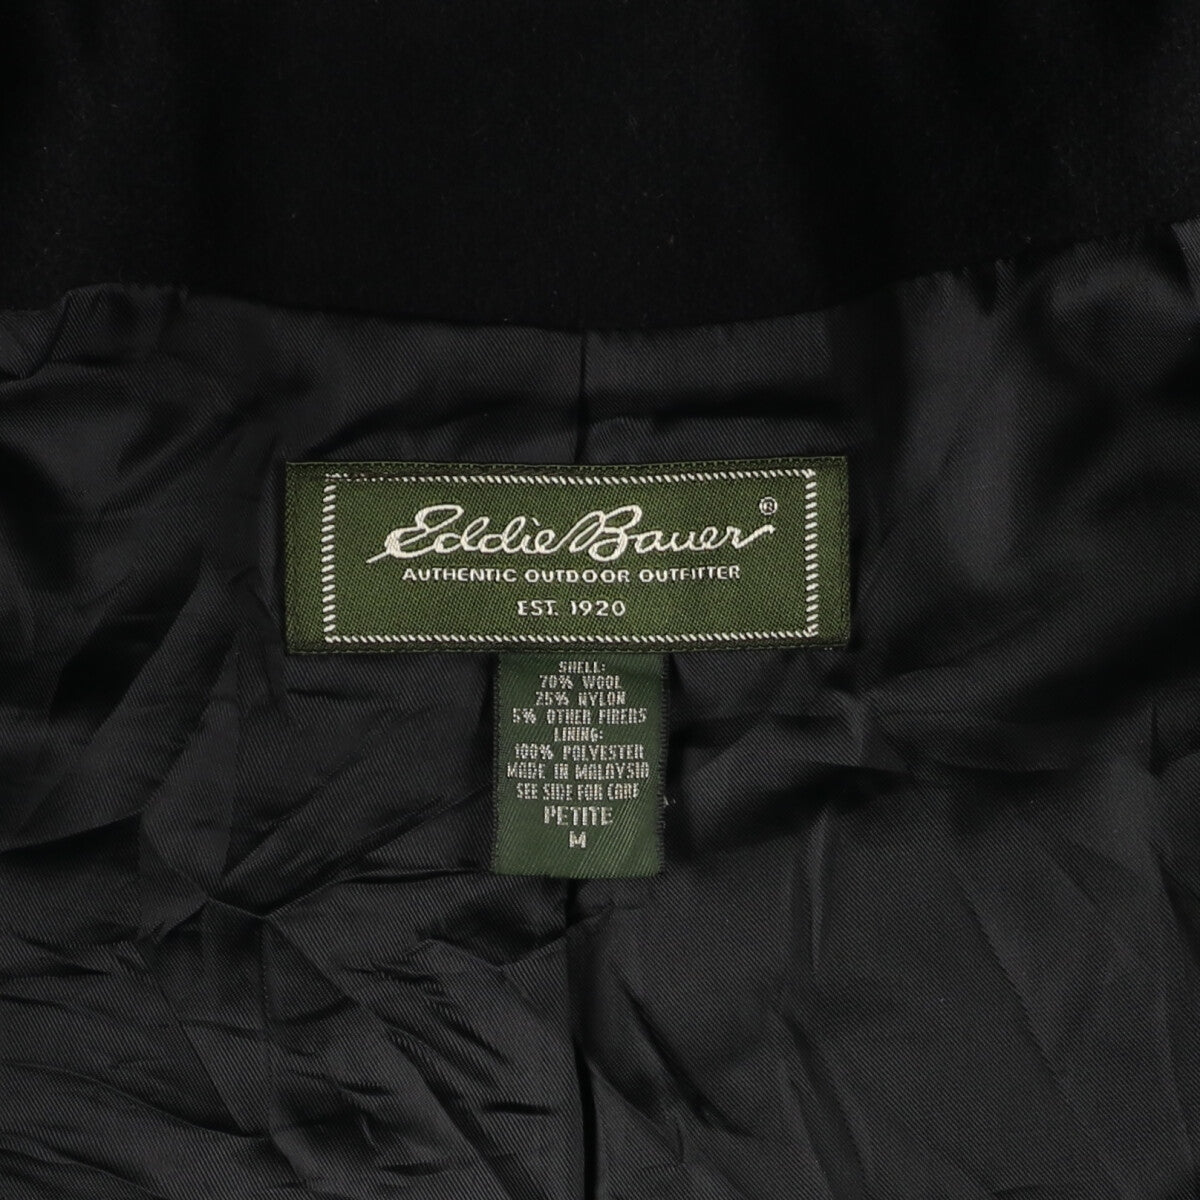 Eddie Bauer®
AUTHENTIC OUTDOOR OUTFITTER
EST. 1920
SHELL:
70% WOOL
25% NYLON
5% OTHER FIBERS
LINING:
100% POLYESTER
MADE IN MALAYSIA
SEE SIDE FOR CARE
PETITE
M